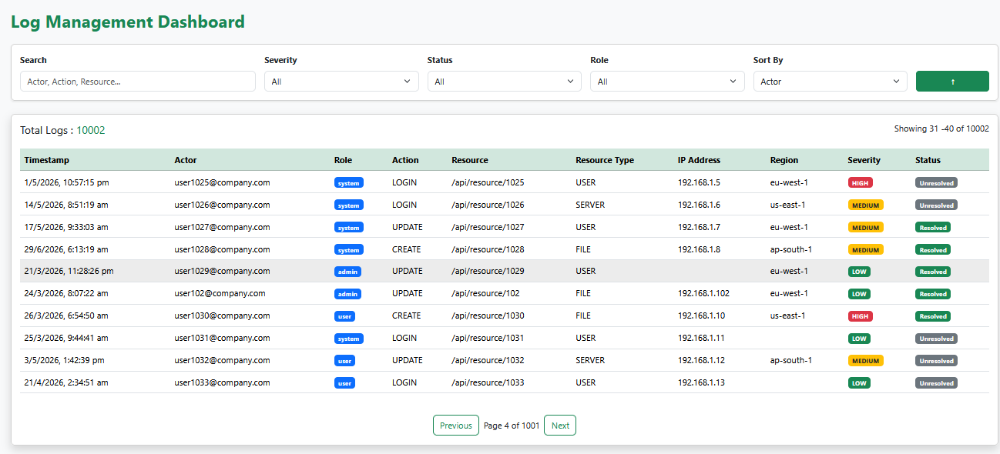 Log Management Dashboard
Search Severity Status Role Sort By
Actor, Action, Resource... All All All Actor ↑
Total Logs : 10002 Showing 31 -40 of 10002
Timestamp Actor Role Action Resource Resource Type IP Address Region Severity Status
1/5/2026, 10:57:15 pm user1025@company.com system LOGIN /api/resource/1025 USER 192.168.1.5 eu-west-1 HIGH Unresolved
14/5/2026, 8:51:19 am user1026@company.com system LOGIN /api/resource/1026 SERVER 192.168.1.6 us-east-1 MEDIUM Unresolved
17/5/2026, 9:33:03 am user1027@company.com system UPDATE /api/resource/1027 USER 192.168.1.7 eu-west-1 MEDIUM Resolved
29/6/2026, 6:13:19 am user1028@company.com system CREATE /api/resource/1028 FILE 192.168.1.8 ap-south-1 MEDIUM Resolved
21/3/2026, 11:28:26 pm user1029@company.com admin UPDATE /api/resource/1029 USER eu-west-1 LOW Resolved
24/3/2026, 8:07:22 am user102@company.com admin UPDATE /api/resource/102 FILE 192.168.1.102 eu-west-1 LOW Resolved
26/3/2026, 6:54:50 am user1030@company.com user CREATE /api/resource/1030 FILE 192.168.1.10 us-east-1 HIGH Resolved
25/3/2026, 9:44:41 am user1031@company.com system LOGIN /api/resource/1031 USER 192.168.1.11 LOW Unresolved
3/5/2026, 1:42:39 pm user1032@company.com user UPDATE /api/resource/1032 SERVER 192.168.1.12 ap-south-1 MEDIUM Unresolved
21/4/2026, 2:34:51 am user1033@company.com user LOGIN /api/resource/1033 USER 192.168.1.13 LOW Unresolved
Previous Page 4 of 1001 Next